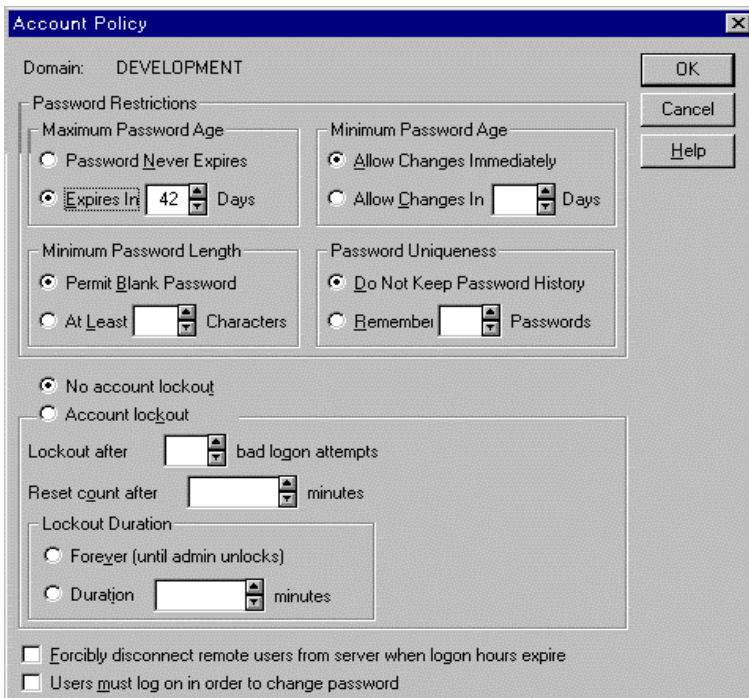 Account Policy
Domain: DEVELOPMENT
OK
Cancel
Help
Password Restrictions
Maximum Password Age
Password Never Expires
Expires In 42 Days
Minimum Password Age
Allow Changes Immediately
Allow Changes In Days
Minimum Password Length
Permit Blank Password
At Least Characters
Password Uniqueness
Do Not Keep Password History
Remember Passwords
No account lockout
Account lockout
Lockout after bad logon attempts
Reset count after minutes
Lockout Duration
Forever (until admin unlocks)
Duration minutes
Forcibly disconnect remote users from server when logon hours expire
Users must log on in order to change password